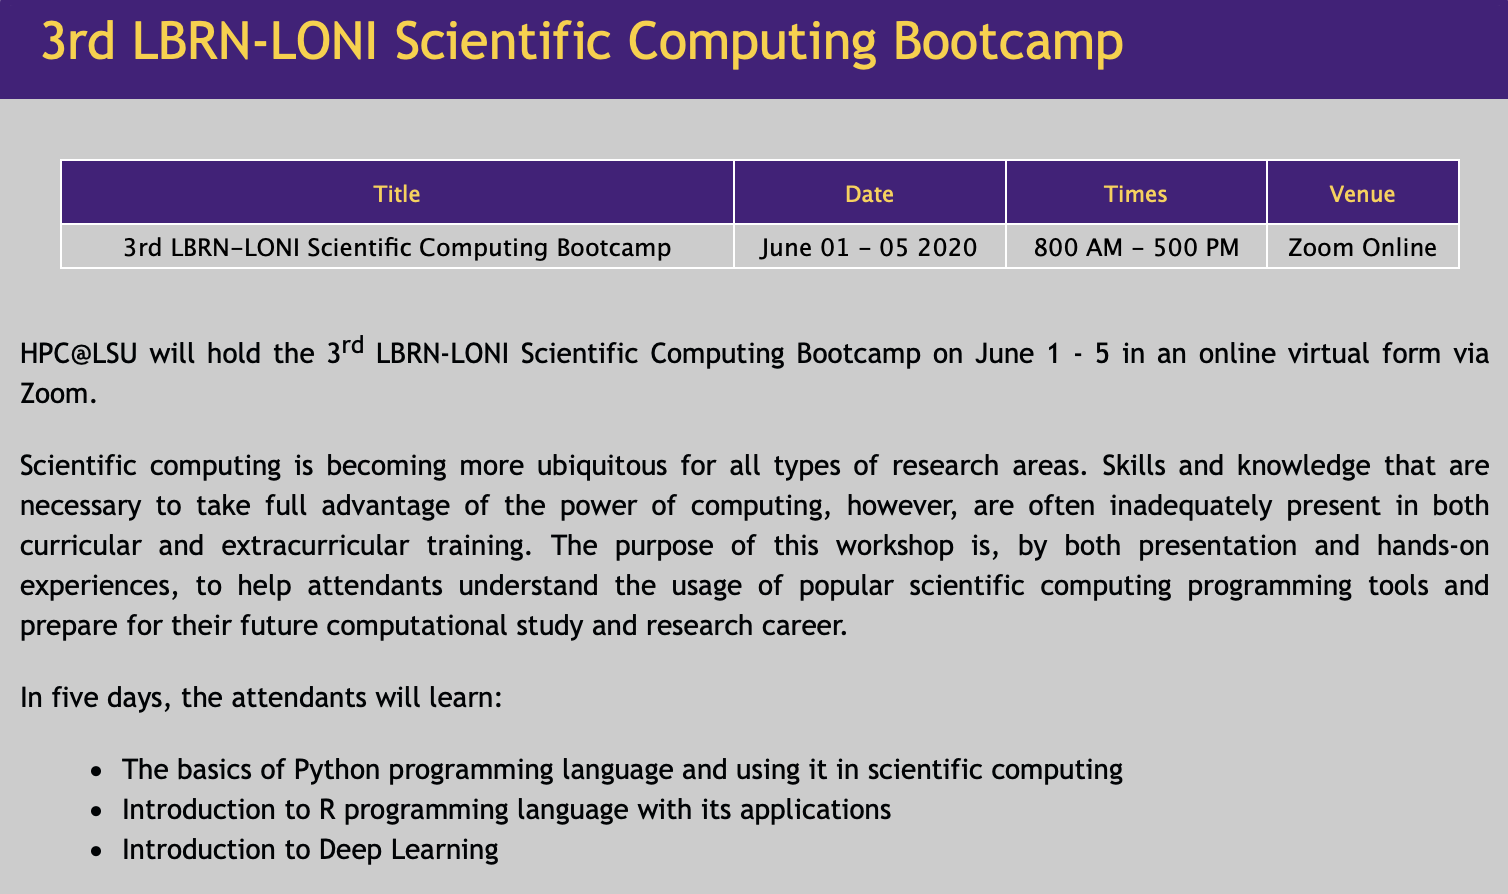 3rd LBRN-LONI Scientific Computing Bootcamp
Title Date Times Venue
3rd LBRN-LONI Scientific Computing Bootcamp June 01 - 05 2020 800 AM - 500 PM Zoom Online
HPC@LSU will hold the 3rd LBRN-LONI Scientific Computing Bootcamp on June 1 - 5 in an online virtual form via
Zoom.
Scientific computing is becoming more ubiquitous for all types of research areas. Skills and knowledge that are
necessary to take full advantage of the power of computing, however, are often inadequately present in both
curricular and extracurricular training. The purpose of this workshop is, by both presentation and hands-on
experiences, to help attendants understand the usage of popular scientific computing programming tools and
prepare for their future computational study and research career.
In five days, the attendants will learn:
• The basics of Python programming language and using it in scientific computing
• Introduction to R programming language with its applications
• Introduction to Deep Learning